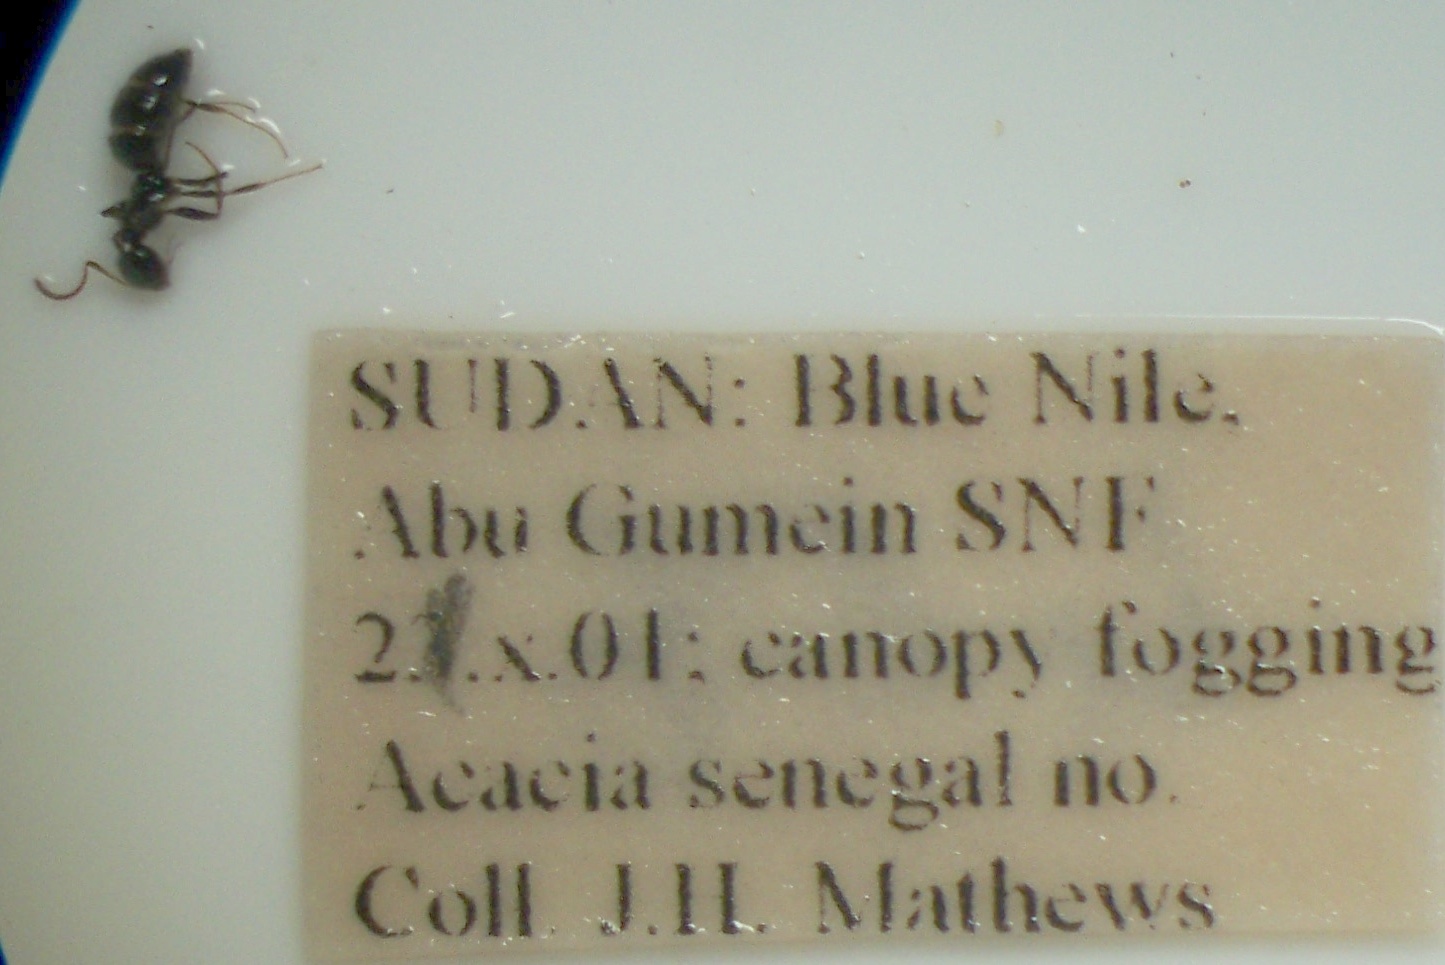 SUDAN: Blue Nile,
Abu Gumein SNF
.x.01; canopy fogging
Acacia senegal no.
Coll. J.H. Mathews